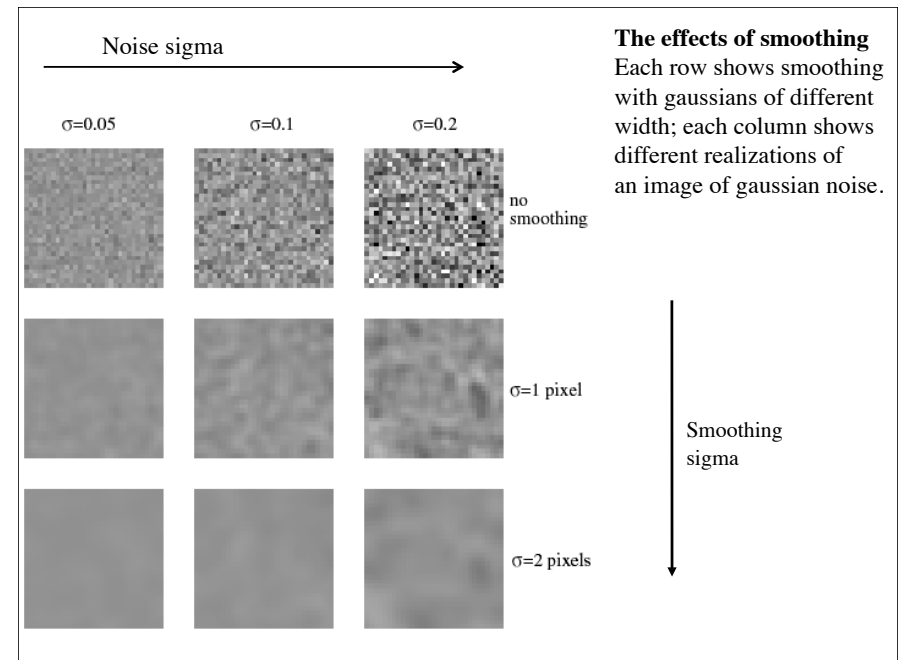 Noise sigma
The effects of smoothing
Each row shows smoothing
with gaussians of different
width; each column shows
different realizations of
an image of gaussian noise.
σ=0.05
σ=0.1
σ=0.2
no
smoothing
σ=1 pixel
Smoothing
sigma
σ=2 pixels